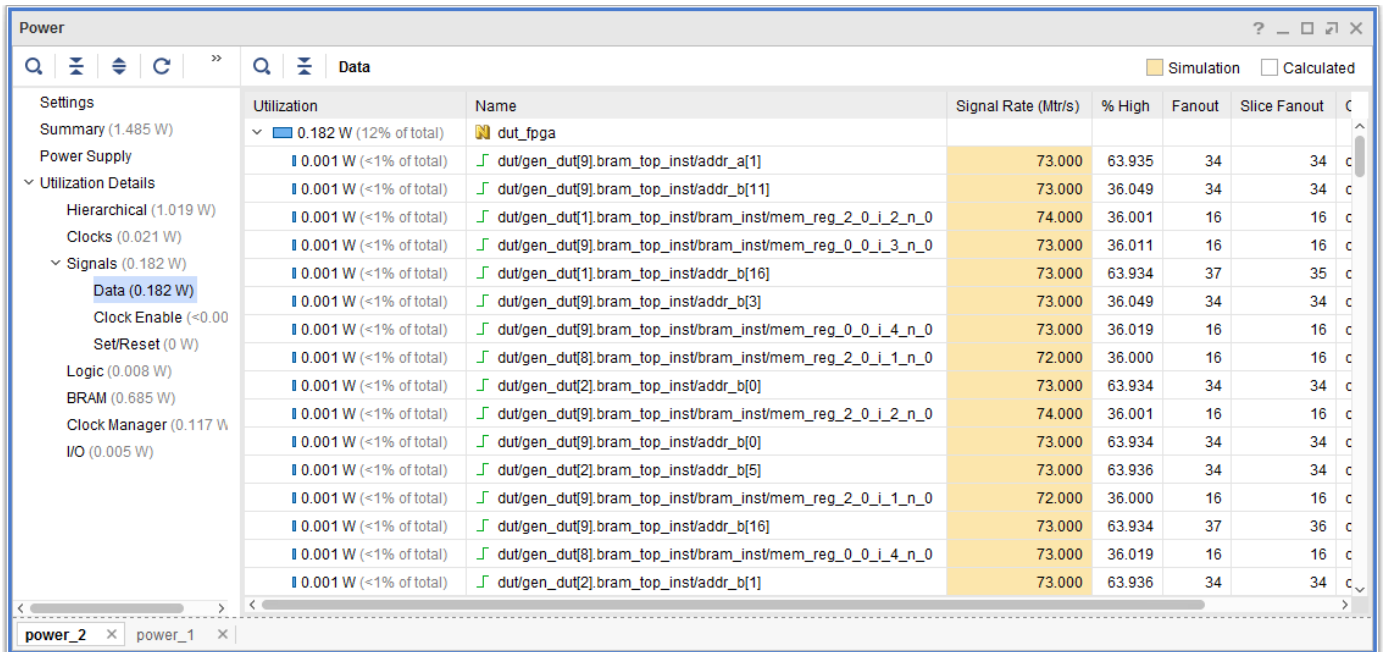 Power
Data
Simulation
Calculated
Settings
Summary (1.485 W)
Power Supply
Utilization Details
Hierarchical (1.019 W)
Clocks (0.021 W)
Signals (0.182 W)
Data (0.182 W)
Clock Enable (<0.00
Set/Reset (0 W)
Logic (0.008 W)
BRAM (0.685 W)
Clock Manager (0.117 W
I/O (0.005 W)
Utilization Name Signal Rate (Mtr/s) % High Fanout Slice Fanout
0.182 W (12% of total) dut_fpga
0.001 W (<1% of total) dut/gen_dut[9].bram_top_inst/addr_a[1] 73.000 63.935 34 34
0.001 W (<1% of total) dut/gen_dut[9].bram_top_inst/addr_b[11] 73.000 36.049 34 34
0.001 W (<1% of total) dut/gen_dut[1].bram_top_inst/bram_inst/mem_reg_2_0_i_2_n_0 74.000 36.001 16 16
0.001 W (<1% of total) dut/gen_dut[9].bram_top_inst/bram_inst/mem_reg_0_0_i_3_n_0 73.000 36.011 16 16
0.001 W (<1% of total) dut/gen_dut[1].bram_top_inst/addr_b[16] 73.000 63.934 37 35
0.001 W (<1% of total) dut/gen_dut[9].bram_top_inst/addr_b[3] 73.000 36.049 34 34
0.001 W (<1% of total) dut/gen_dut[9].bram_top_inst/bram_inst/mem_reg_0_0_i_4_n_0 73.000 36.019 16 16
0.001 W (<1% of total) dut/gen_dut[8].bram_top_inst/bram_inst/mem_reg_2_0_i_1_n_0 72.000 36.000 16 16
0.001 W (<1% of total) dut/gen_dut[2].bram_top_inst/addr_b[0] 73.000 63.934 34 34
0.001 W (<1% of total) dut/gen_dut[9].bram_top_inst/bram_inst/mem_reg_2_0_i_2_n_0 74.000 36.001 16 16
0.001 W (<1% of total) dut/gen_dut[9].bram_top_inst/addr_b[0] 73.000 63.934 34 34
0.001 W (<1% of total) dut/gen_dut[2].bram_top_inst/addr_b[5] 73.000 63.936 34 34
0.001 W (<1% of total) dut/gen_dut[9].bram_top_inst/bram_inst/mem_reg_2_0_i_1_n_0 72.000 36.000 16 16
0.001 W (<1% of total) dut/gen_dut[9].bram_top_inst/addr_b[16] 73.000 63.934 37 36
0.001 W (<1% of total) dut/gen_dut[8].bram_top_inst/bram_inst/mem_reg_0_0_i_4_n_0 73.000 36.019 16 16
0.001 W (<1% of total) dut/gen_dut[2].bram_top_inst/addr_b[1] 73.000 63.936 34 34
power_2 power_1